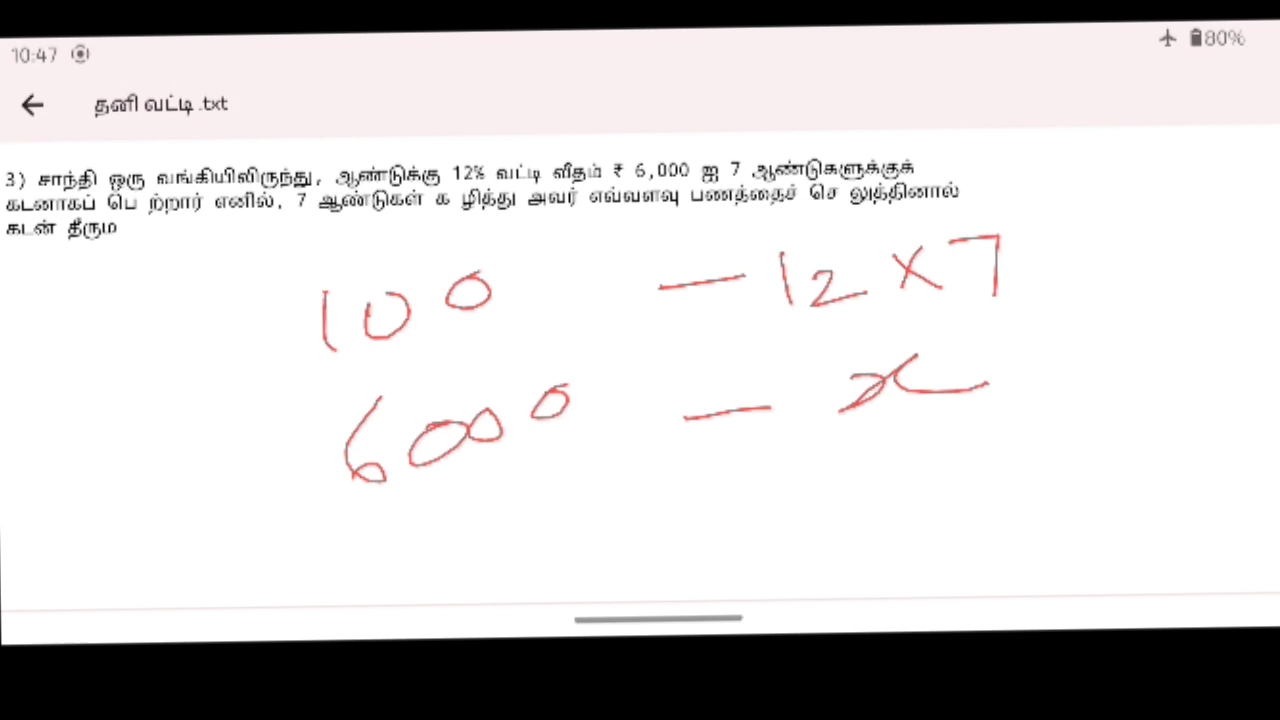 10:47 80%
தனி வட்டி .txt
3) சாந்தி ஒரு வங்கியிலிருந்து, ஆண்டுக்கு 12% வட்டி வீதம் ₹ 6,000 ஐ 7 ஆண்டுகளுக்குக்
கடனாகப் பெ ற்றார் எனில், 7 ஆண்டுகள் க ழித்து அவர் எவ்வளவு பணத்தைச் செ லுத்தினால்
கடன் தீரும
100 — 12 x 7
6000 — x